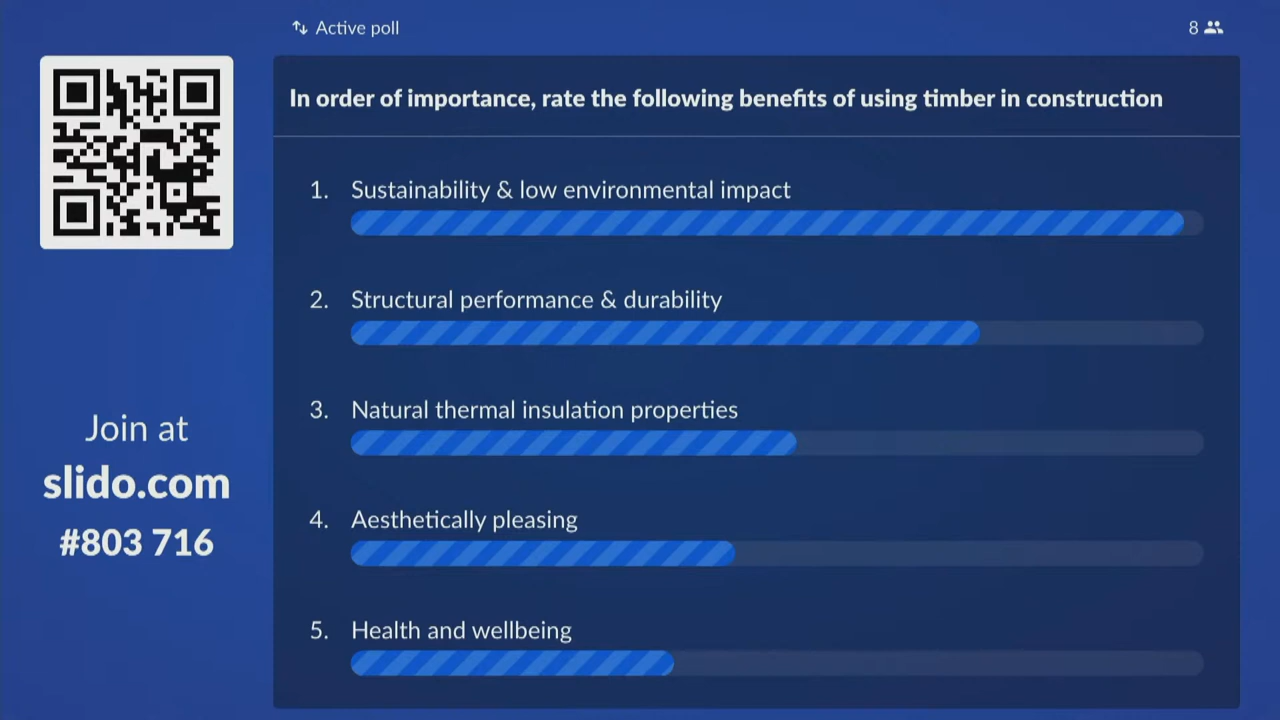 Active poll
8
In order of importance, rate the following benefits of using timber in construction
1. Sustainability & low environmental impact
2. Structural performance & durability
3. Natural thermal insulation properties
4. Aesthetically pleasing
5. Health and wellbeing
Join at
slido.com
#803 716